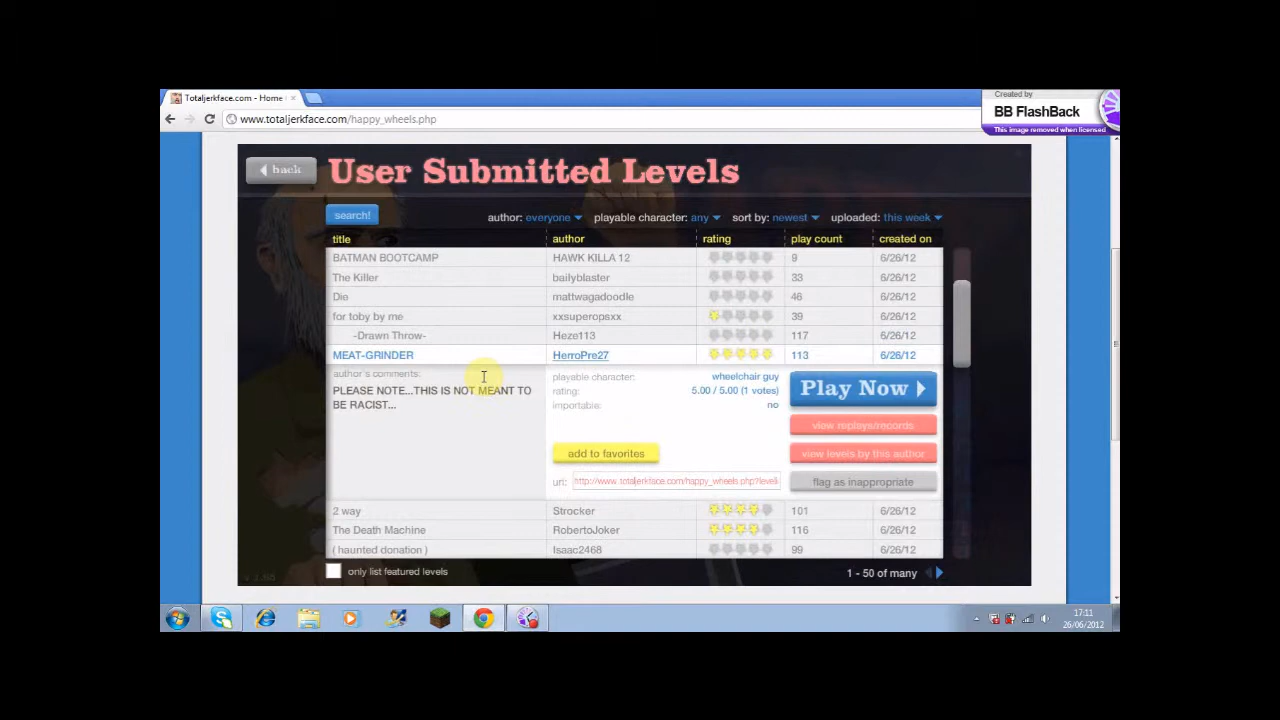 Created by
Totaljerkface.com - Home
BB FlashBack
www.totaljerkface.com/happy_wheels.php
This image removed when licensed
back
User Submitted Levels
search!
author: everyone playable character: any sort by: newest uploaded: this week
title author rating play count created on
BATMAN BOOTCAMP HAWK KILLA 12 9 6/26/12
The Killer bailyblaster 33 6/26/12
Die mattwagadoodle 46 6/26/12
for toby by me xxsuperopsxx 39 6/26/12
-Drawn Throw- Heze113 117 6/26/12
MEAT-GRINDER HerroPre27 113 6/26/12
author's comments:
PLEASE NOTE...THIS IS NOT MEANT TO
BE RACIST...
playable character: wheelchair guy
rating: 5.00 / 5.00 (1 votes)
importable: no
Play Now
view replays/records
add to favorites
view levels by this author
url: http://www.totaljerkface.com/happy_wheels.php?level
flag as inappropriate
2 way Strocker 101 6/26/12
The Death Machine RobertoJoker 116 6/26/12
( haunted donation ) Isaac2468 99 6/26/12
only list featured levels
1 - 50 of many
17:11
26/06/2012